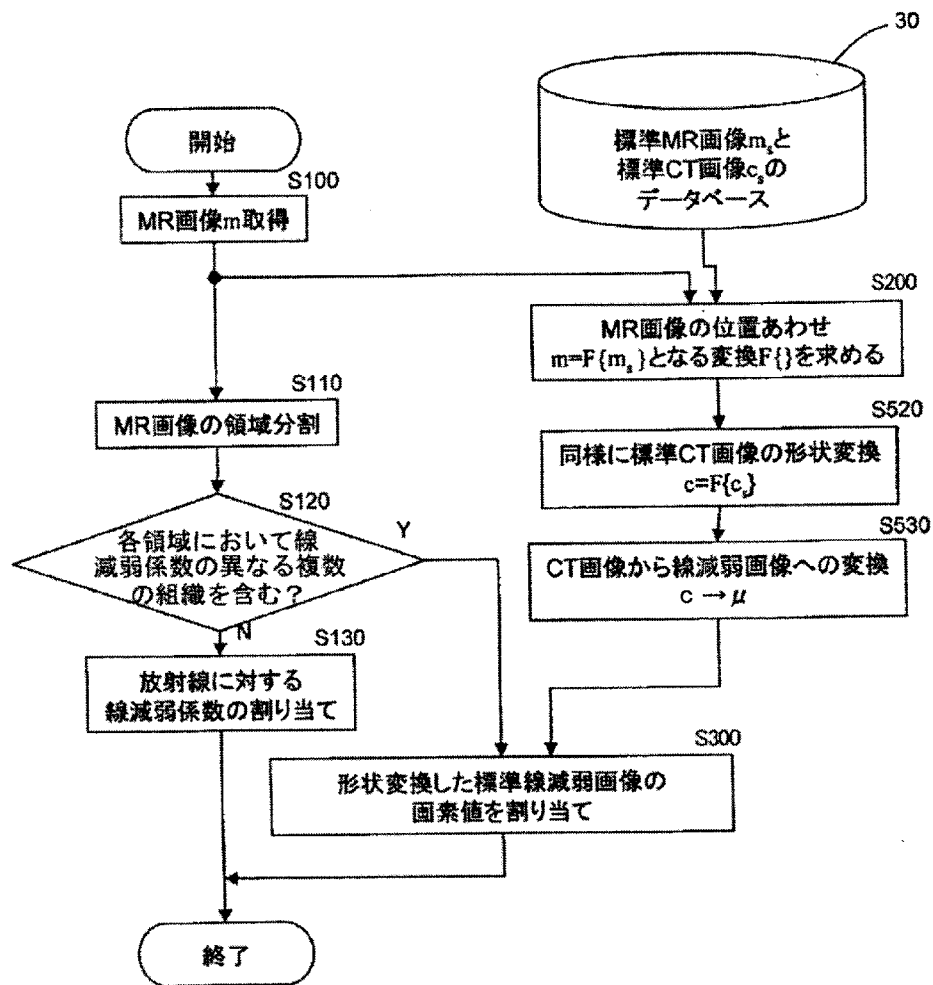 30
標準MR画像mₛと
標準CT画像cₛの
データベース
開始
S100
MR画像m取得
S200
MR画像の位置あわせ
m=F{mₛ}となる変換F{}を求める
S110
MR画像の領域分割
S520
同様に標準CT画像の形状変換
c=F{cₛ}
S120
各領域において線
減弱係数の異なる複数
の組織を含む？
Y
N
S530
CT画像から線減弱画像への変換
c → μ
S130
放射線に対する
線減弱係数の割り当て
S300
形状変換した標準線減弱画像の
画素値を割り当て
終了